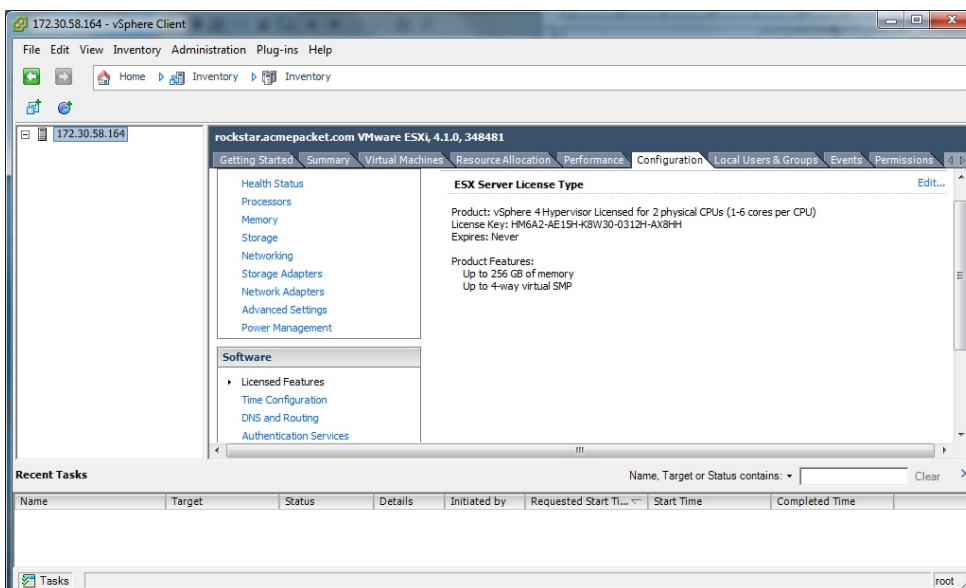 172.30.58.164 - vSphere Client
File Edit View Inventory Administration Plug-ins Help
Home Inventory Inventory
172.30.58.164
rockstar.acmepacket.com VMware ESXi, 4.1.0, 348481
Getting Started Summary Virtual Machines Resource Allocation Performance Configuration Local Users & Groups Events Permissions
Health Status
Processors
Memory
Storage
Networking
Storage Adapters
Network Adapters
Advanced Settings
Power Management
Software
Licensed Features
Time Configuration
DNS and Routing
Authentication Services
ESX Server License Type Edit...
Product: vSphere 4 Hypervisor Licensed for 2 physical CPUs (1-6 cores per CPU)
License Key: HM6A2-AE15H-K8W30-0312H-AX8HH
Expires: Never
Product Features:
Up to 256 GB of memory
Up to 4-way virtual SMP
Recent Tasks Name, Target or Status contains: Clear
Name Target Status Details Initiated by Requested Start Ti... Start Time Completed Time
Tasks root